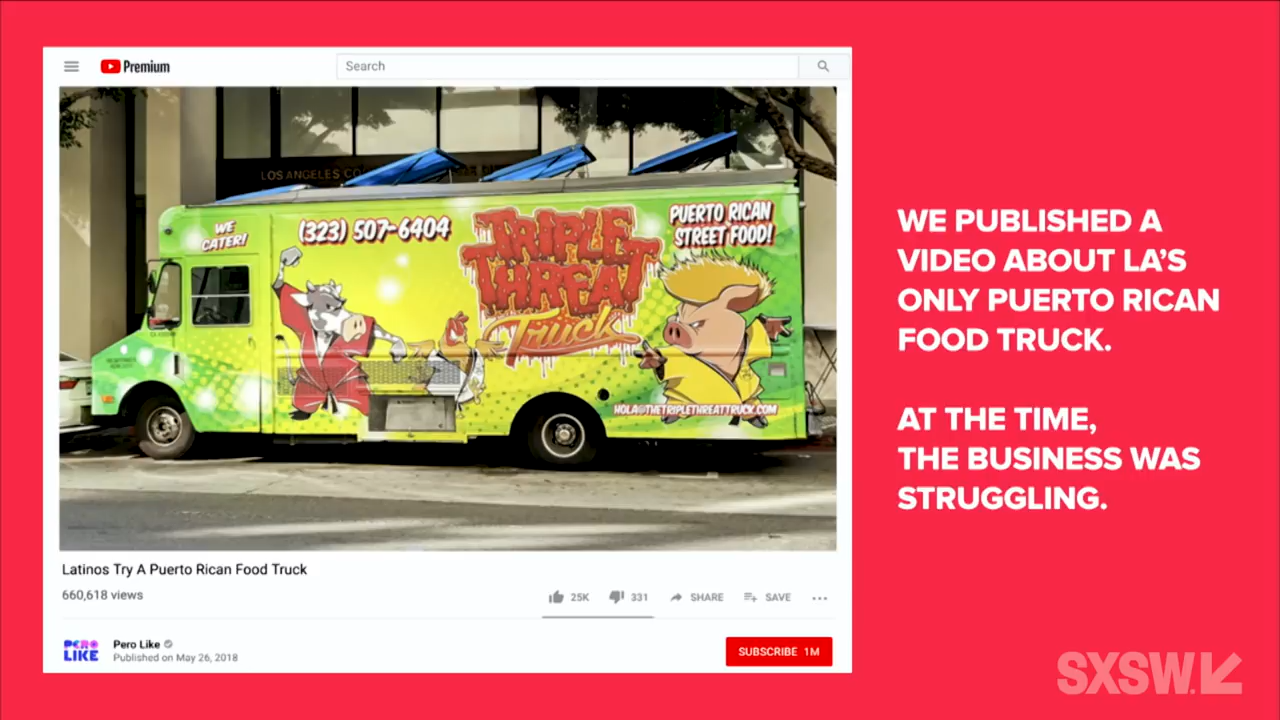 Premium
Search
LOS ANGELES CO
WE
CATER!
(323) 507-6404
TRIPLE
THREAT
Truck
PUERTO RICAN
STREET FOOD!
HOLA@THETRIPLETHREATTRUCK.COM
Latinos Try A Puerto Rican Food Truck
660,618 views
25K
331
SHARE
SAVE
PERO
LIKE
Pero Like
Published on May 26, 2018
SUBSCRIBE 1M
WE PUBLISHED A
VIDEO ABOUT LA'S
ONLY PUERTO RICAN
FOOD TRUCK.
AT THE TIME,
THE BUSINESS WAS
STRUGGLING.
SXSW.